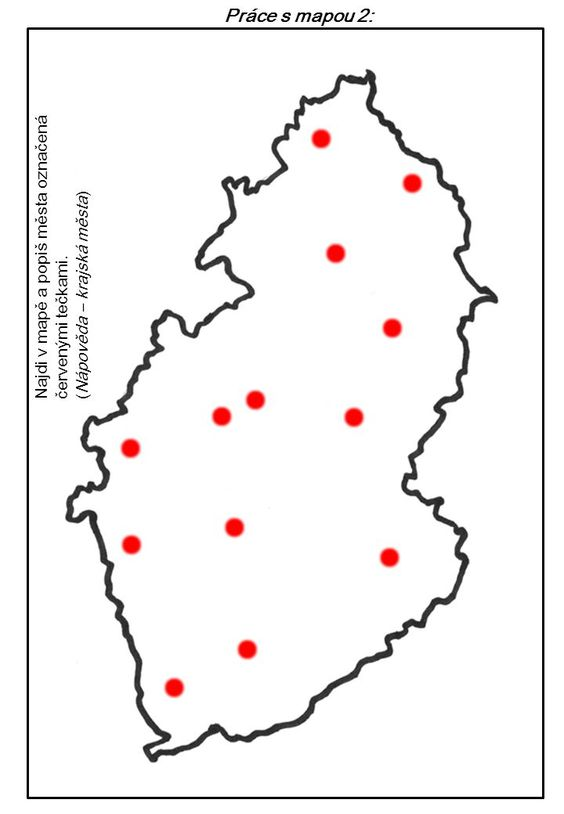 Práce s mapou 2:
Najdi v mapě a popiš města označená
červenými tečkami.
(Nápověda – krajská města)